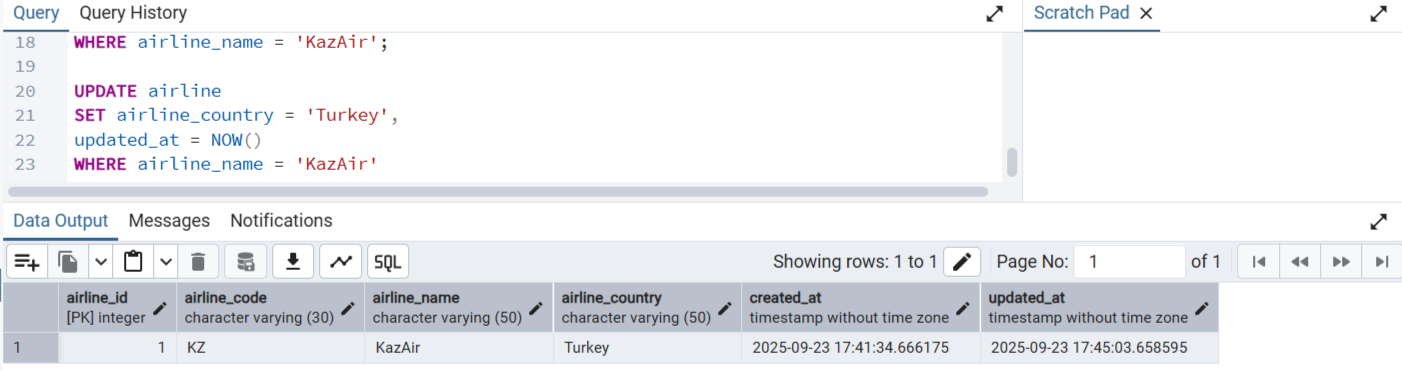 Query Query History
Scratch Pad
18 WHERE airline_name = 'KazAir';
19
20 UPDATE airline
21 SET airline_country = 'Turkey',
22 updated_at = NOW()
23 WHERE airline_name = 'KazAir'
Data Output Messages Notifications
SQL Showing rows: 1 to 1 Page No: 1 of 1
airline_id airline_code airline_name airline_country created_at updated_at
[PK] integer character varying (30) character varying (50) character varying (50) timestamp without time zone timestamp without time zone
1 1 KZ KazAir Turkey 2025-09-23 17:41:34.666175 2025-09-23 17:45:03.658595